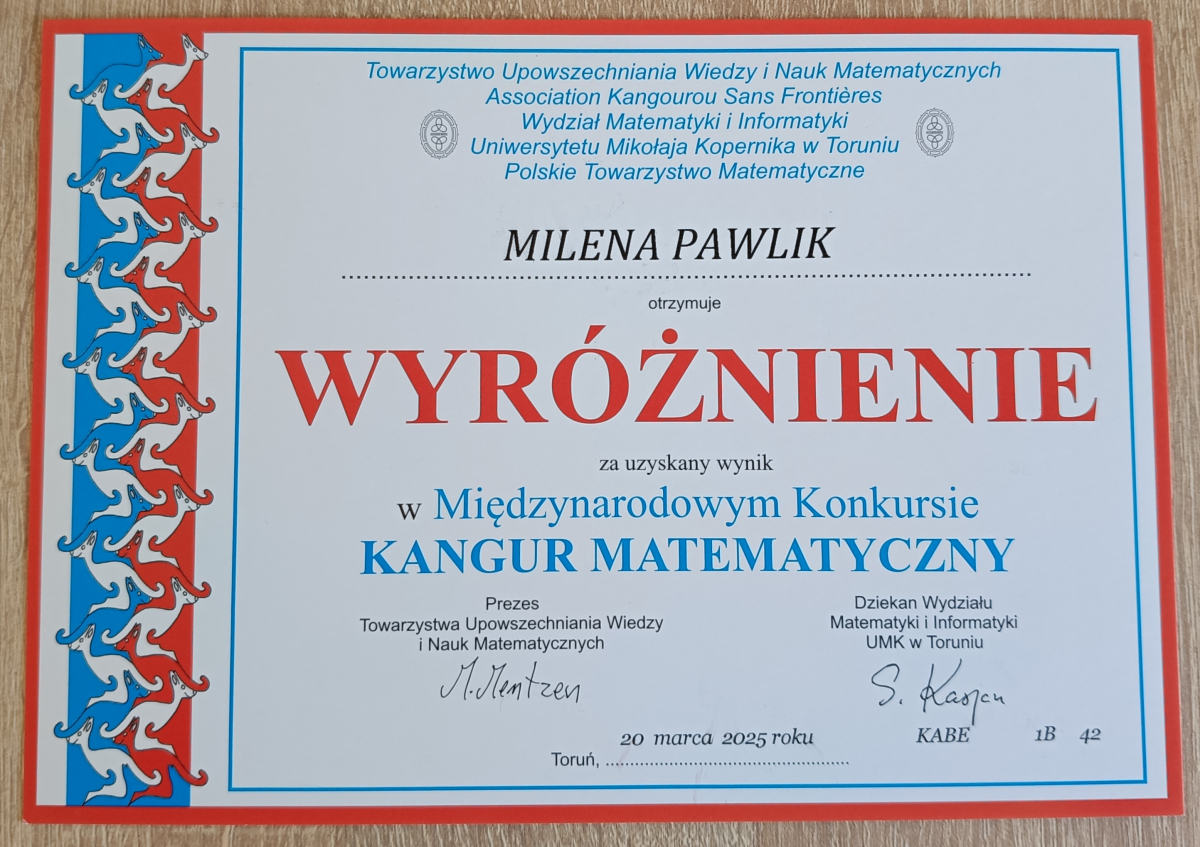 Towarzystwo Upowszechniania Wiedzy i Nauk Matematycznych
Association Kangourou Sans Frontières
Wydział Matematyki i Informatyki
Uniwersytetu Mikołaja Kopernika w Toruniu
Polskie Towarzystwo Matematyczne
MILENA PAWLIK
otrzymuje
WYRÓŻNIENIE
za uzyskany wynik
w Międzynarodowym Konkursie
KANGUR MATEMATYCZNY
Prezes
Towarzystwa Upowszechniania Wiedzy
i Nauk Matematycznych
M. Mentzen
Dziekan Wydziału
Matematyki i Informatyki
UMK w Toruniu
S. Kasjan
20 marca 2025 roku
KABE 1B 42
Toruń,